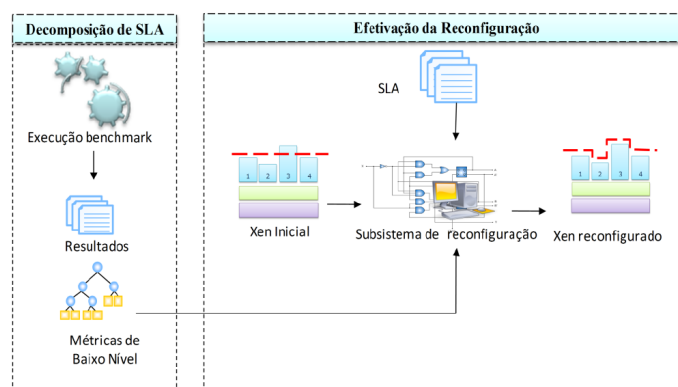 Decomposição de SLA
Efetivação da Reconfiguração
Execução benchmark
Resultados
Métricas de
Baixo Nível
SLA
1 2 3 4
Xen Inicial
Subsistema de reconfiguração
1 2 3 4
Xen reconfigurado